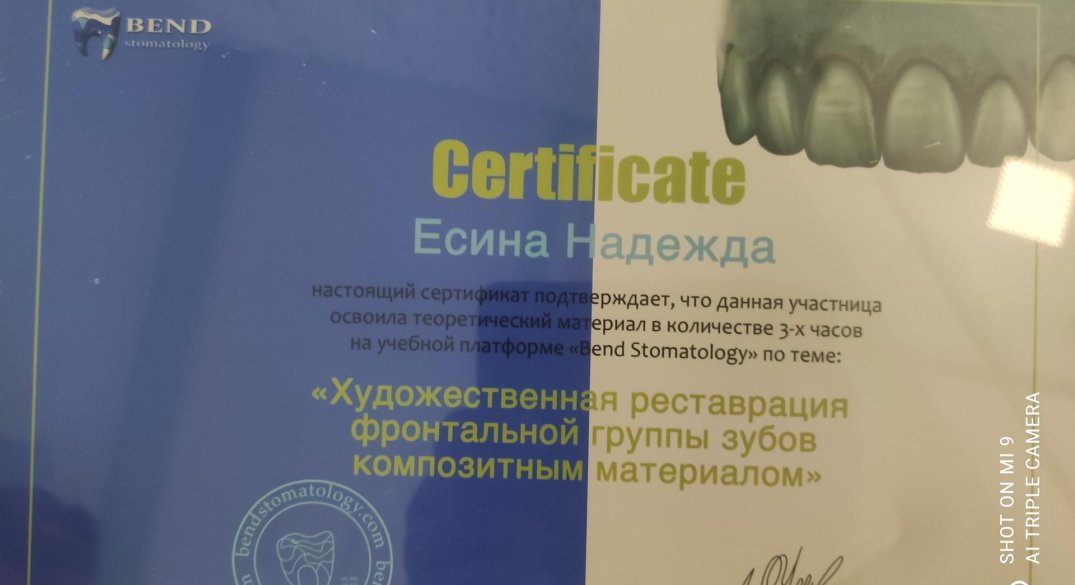 BEND
stomatology
Certificate
Есина Надежда
настоящий сертификат подтверждает, что данная участница
освоила теоретический материал в количестве 3-х часов
на учебной платформе «Bend Stomatology» по теме:
«Художественная реставрация
фронтальной группы зубов
композитным материалом»
bendstomatology.com
SHOT ON MI 9
AI TRIPLE CAMERA